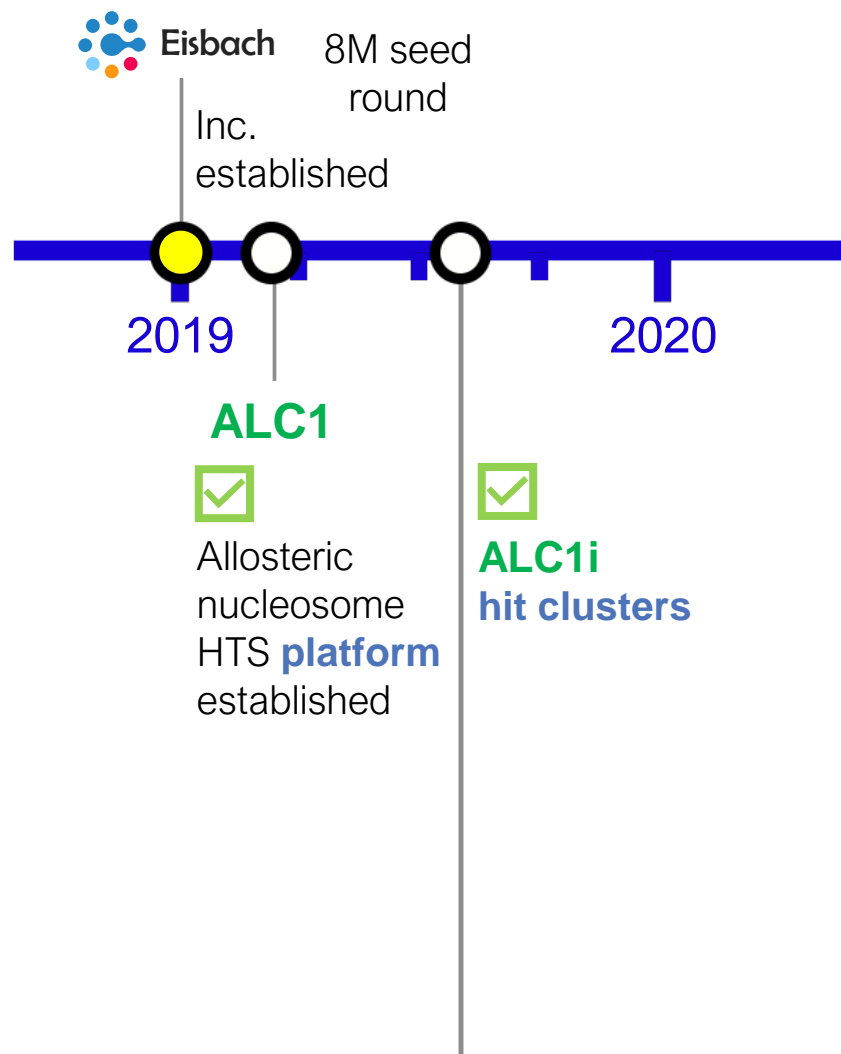 Eisbach
8M seed
round
Inc.
established
2019
2020
ALC1
Allosteric
nucleosome
HTS platform
established
ALC1i
hit clusters